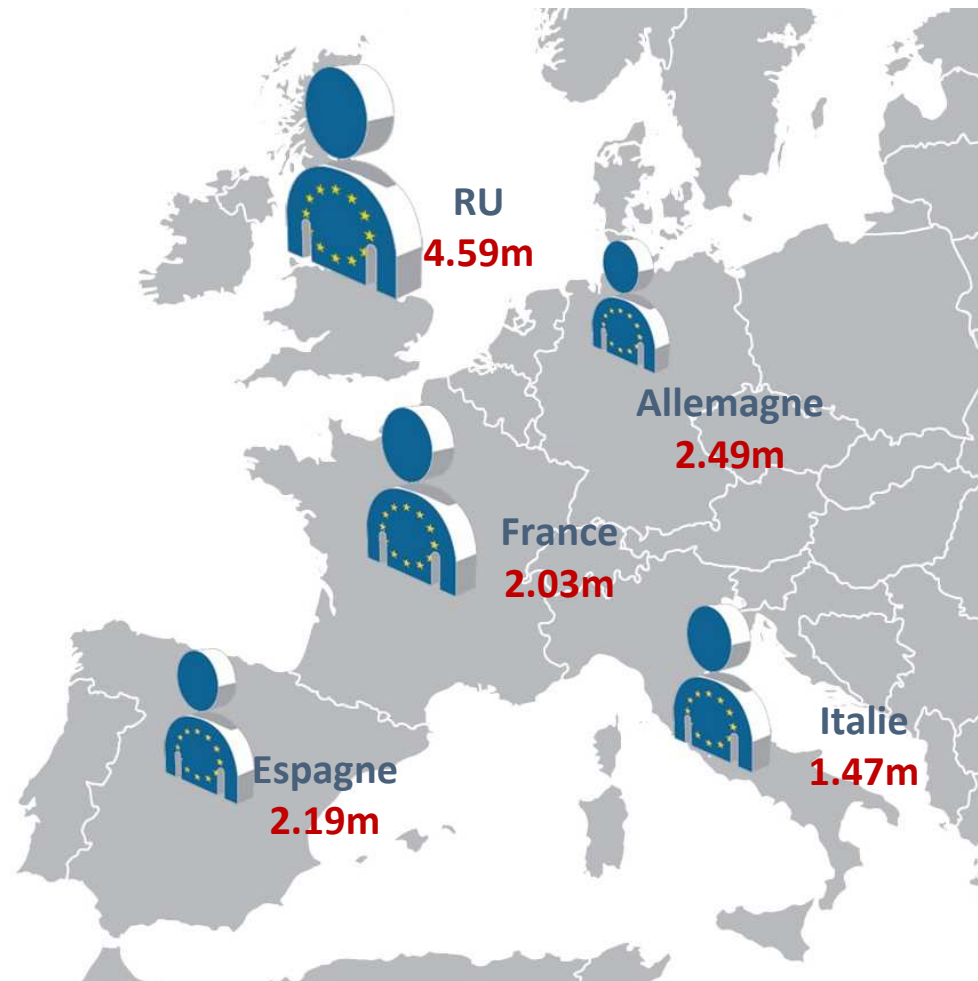 RU
4.59m
Allemagne
2.49m
France
2.03m
Italie
1.47m
Espagne
2.19m